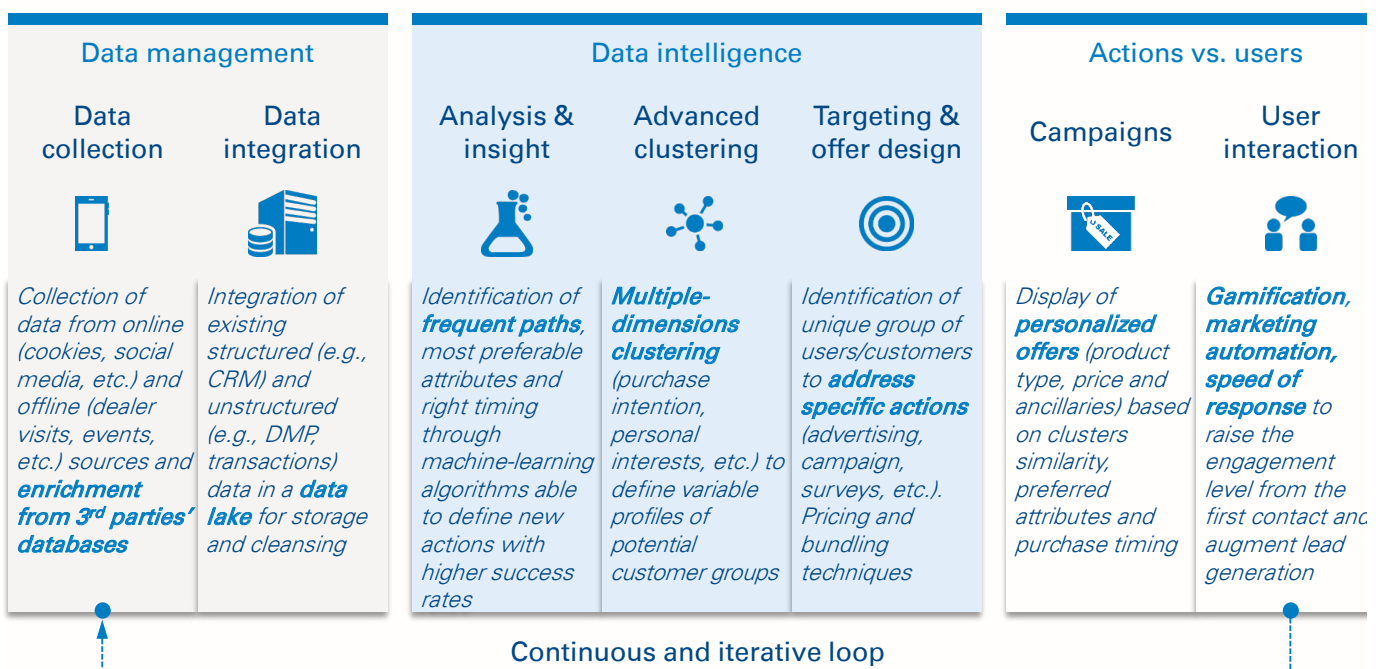 Data management
Data
collection
Data
integration
Collection of
data from online
(cookies, social
media, etc.) and
offline (dealer
visits, events,
etc.) sources and
enrichment
from 3rd parties’
databases
Integration of
existing
structured (e.g.,
CRM) and
unstructured
(e.g., DMP,
transactions)
data in a data
lake for storage
and cleansing
Data intelligence
Analysis &
insight
Advanced
clustering
Targeting &
offer design
Identification of
frequent paths,
most preferable
attributes and
right timing
through
machine-learning
algorithms able
to define new
actions with
higher success
rates
Multiple-
dimensions
clustering
(purchase
intention,
personal
interests, etc.) to
define variable
profiles of
potential
customer groups
Identification of
unique group of
users/customers
to address
specific actions
(advertising,
campaign,
surveys, etc.).
Pricing and
bundling
techniques
Actions vs. users
Campaigns
User
interaction
SALE
Display of
personalized
offers (product
type, price and
ancillaries) based
on clusters
similarity,
preferred
attributes and
purchase timing
Gamification,
marketing
automation,
speed of
response to
raise the
engagement
level from the
first contact and
augment lead
generation
Continuous and iterative loop